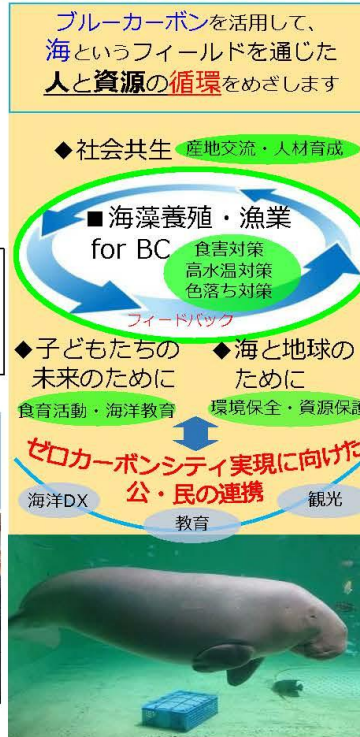 ブルーカーボンを活用して、
海というフィールドを通じた
人と資源の循環をめざします
◆社会共生 産地交流・人材育成
■海藻養殖・漁業
for BC 食害対策
高水温対策
色落ち対策
フィードバック
◆子どもたちの
未来のために
食育活動・海洋教育
◆海と地球の
ために
環境保全・資源保護
ゼロカーボンシティ実現に向けた
公・民の連携
海洋DX
教育
観光